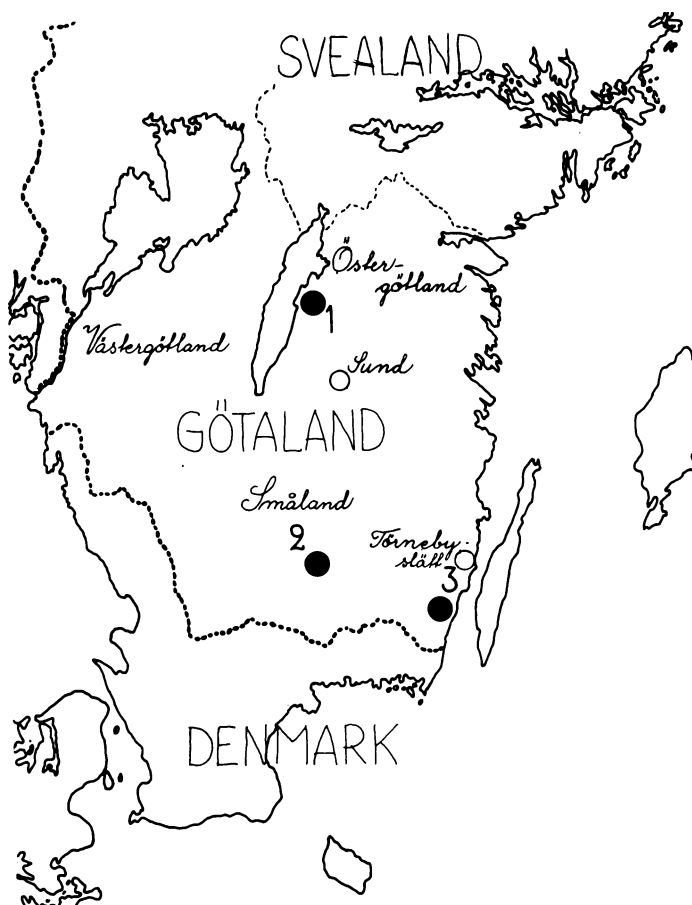 SVEALAND
Öster-
götland
1
Västergötland
Sund
GÖTALAND
Småland
2
Törneby-
slätt
3
DENMARK